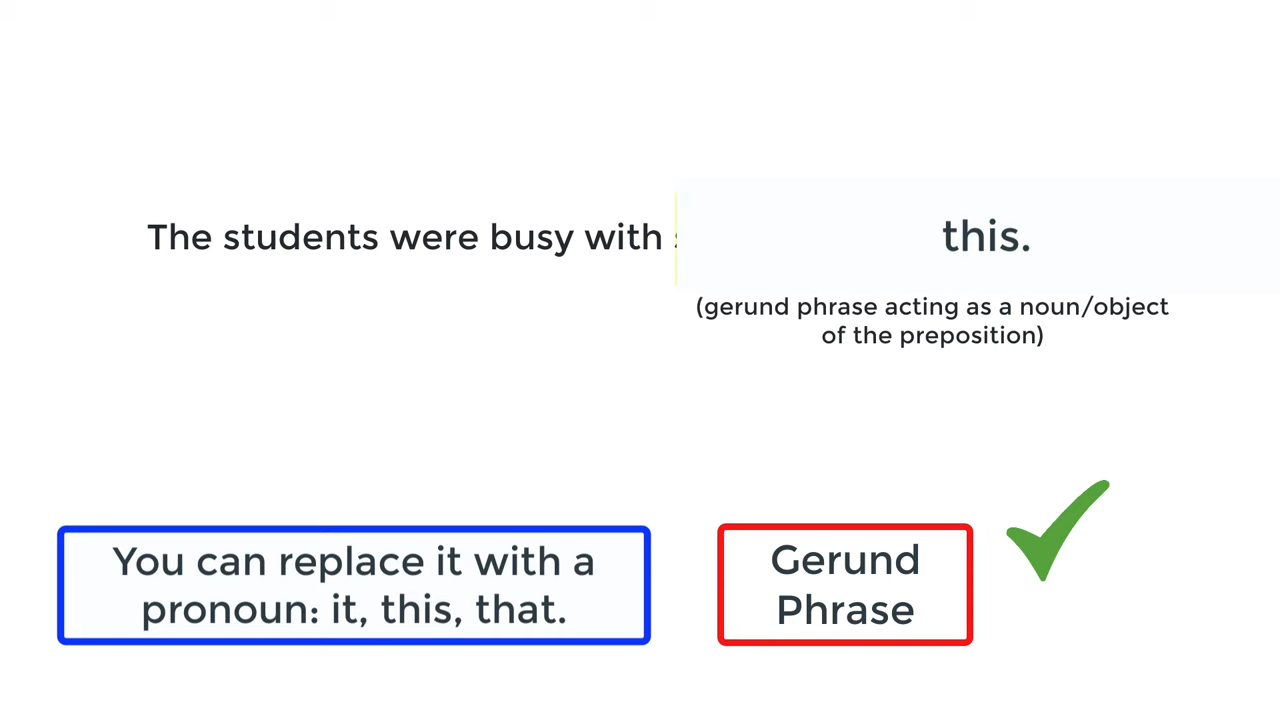 The students were busy with this.
(gerund phrase acting as a noun/object
of the preposition)
You can replace it with a
pronoun: it, this, that.
Gerund
Phrase